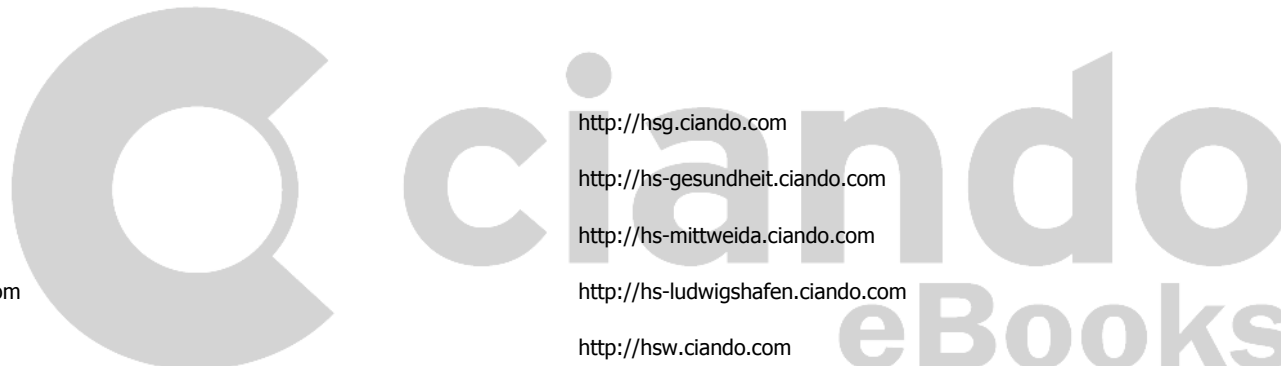 ciando
eBooks
http://hsg.ciando.com
http://hs-gesundheit.ciando.com
http://hs-mittweida.ciando.com
om
http://hs-ludwigshafen.ciando.com
http://hsw.ciando.com